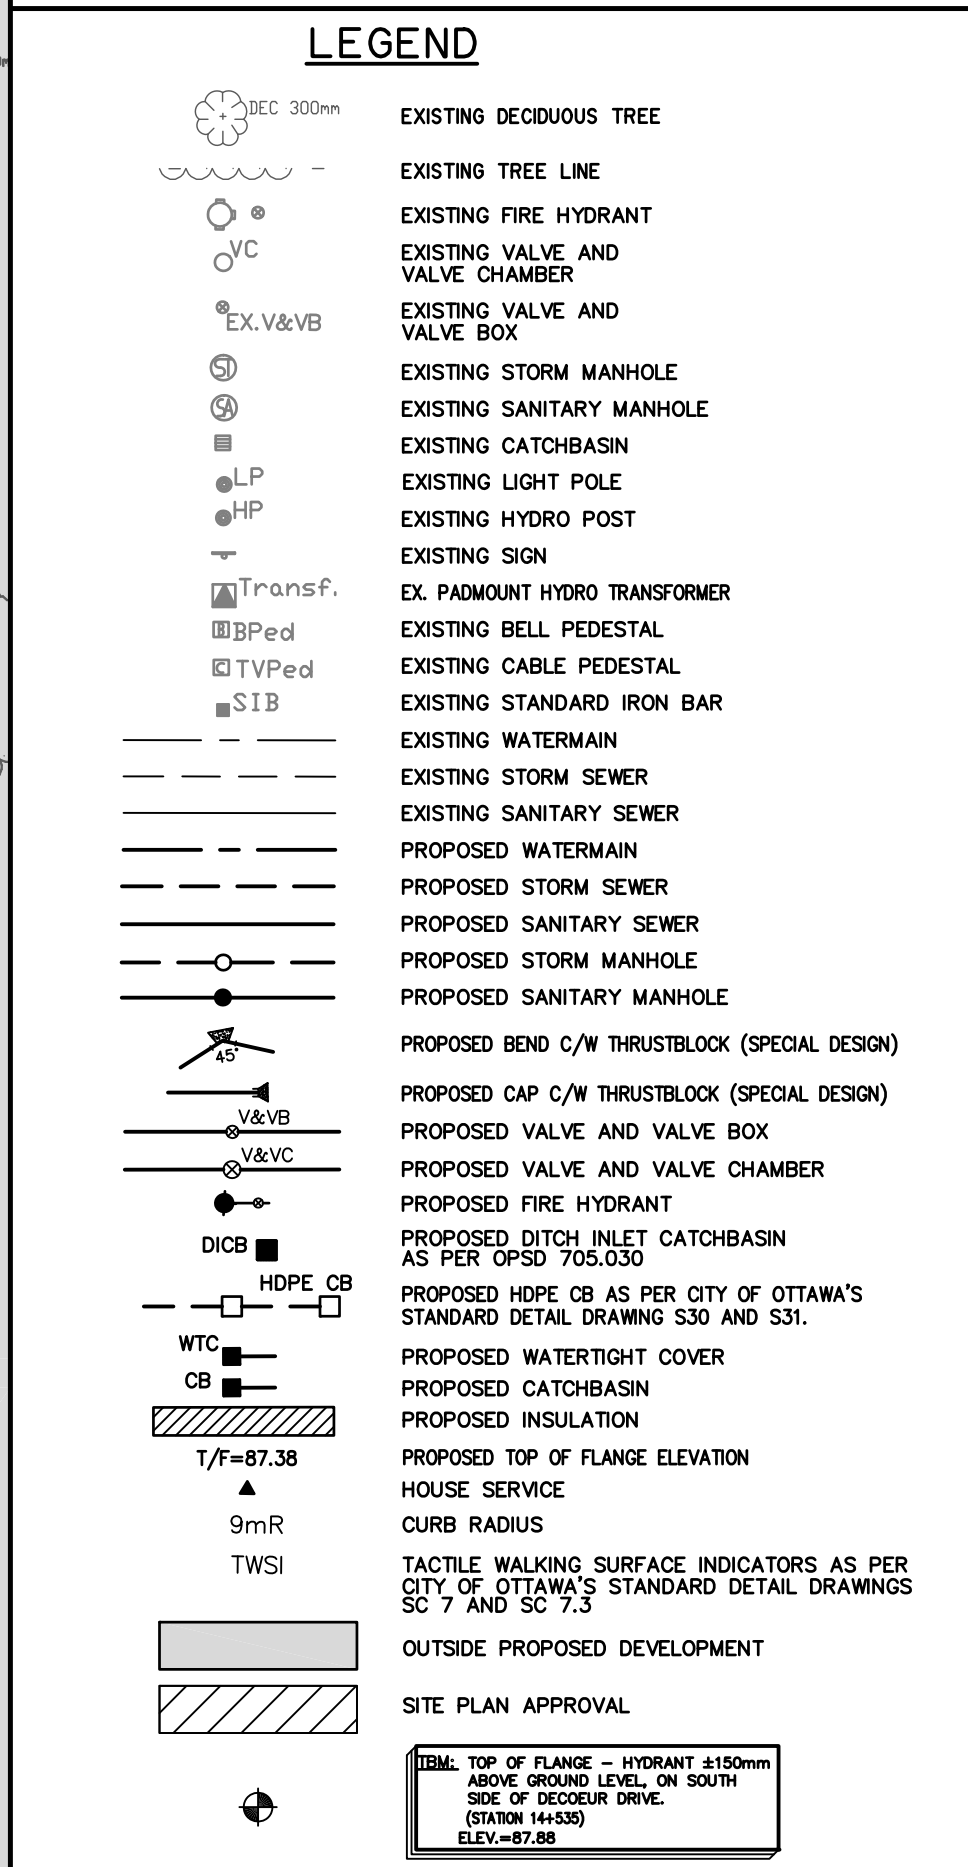 LEGEND
DEC 300mm EXISTING DECIDUOUS TREE
EXISTING TREE LINE
EXISTING FIRE HYDRANT
VC EXISTING VALVE AND
VALVE CHAMBER
EX.V&VB EXISTING VALVE AND
VALVE BOX
ST EXISTING STORM MANHOLE
SA EXISTING SANITARY MANHOLE
EXISTING CATCHBASIN
LP EXISTING LIGHT POLE
HP EXISTING HYDRO POST
EXISTING SIGN
Transf. EX. PADMOUNT HYDRO TRANSFORMER
B BPed EXISTING BELL PEDESTAL
C TVPed EXISTING CABLE PEDESTAL
SIB EXISTING STANDARD IRON BAR
EXISTING WATERMAIN
EXISTING STORM SEWER
EXISTING SANITARY SEWER
PROPOSED WATERMAIN
PROPOSED STORM SEWER
PROPOSED SANITARY SEWER
PROPOSED STORM MANHOLE
PROPOSED SANITARY MANHOLE
45° PROPOSED BEND C/W THRUSTBLOCK (SPECIAL DESIGN)
PROPOSED CAP C/W THRUSTBLOCK (SPECIAL DESIGN)
V&VB PROPOSED VALVE AND VALVE BOX
V&VC PROPOSED VALVE AND VALVE CHAMBER
PROPOSED FIRE HYDRANT
DICB PROPOSED DITCH INLET CATCHBASIN
AS PER OPSD 705.030
HDPE CB PROPOSED HDPE CB AS PER CITY OF OTTAWA'S
STANDARD DETAIL DRAWING S30 AND S31.
WTC PROPOSED WATERTIGHT COVER
CB PROPOSED CATCHBASIN
PROPOSED INSULATION
T/F=87.38 PROPOSED TOP OF FLANGE ELEVATION
HOUSE SERVICE
9mR CURB RADIUS
TWSI TACTILE WALKING SURFACE INDICATORS AS PER
CITY OF OTTAWA'S STANDARD DETAIL DRAWINGS
SC 7 AND SC 7.3
OUTSIDE PROPOSED DEVELOPMENT
SITE PLAN APPROVAL
TBM: TOP OF FLANGE – HYDRANT ±150mm
ABOVE GROUND LEVEL, ON SOUTH
SIDE OF DECOEUR DRIVE.
(STATION 14+535)
ELEV.=87.88